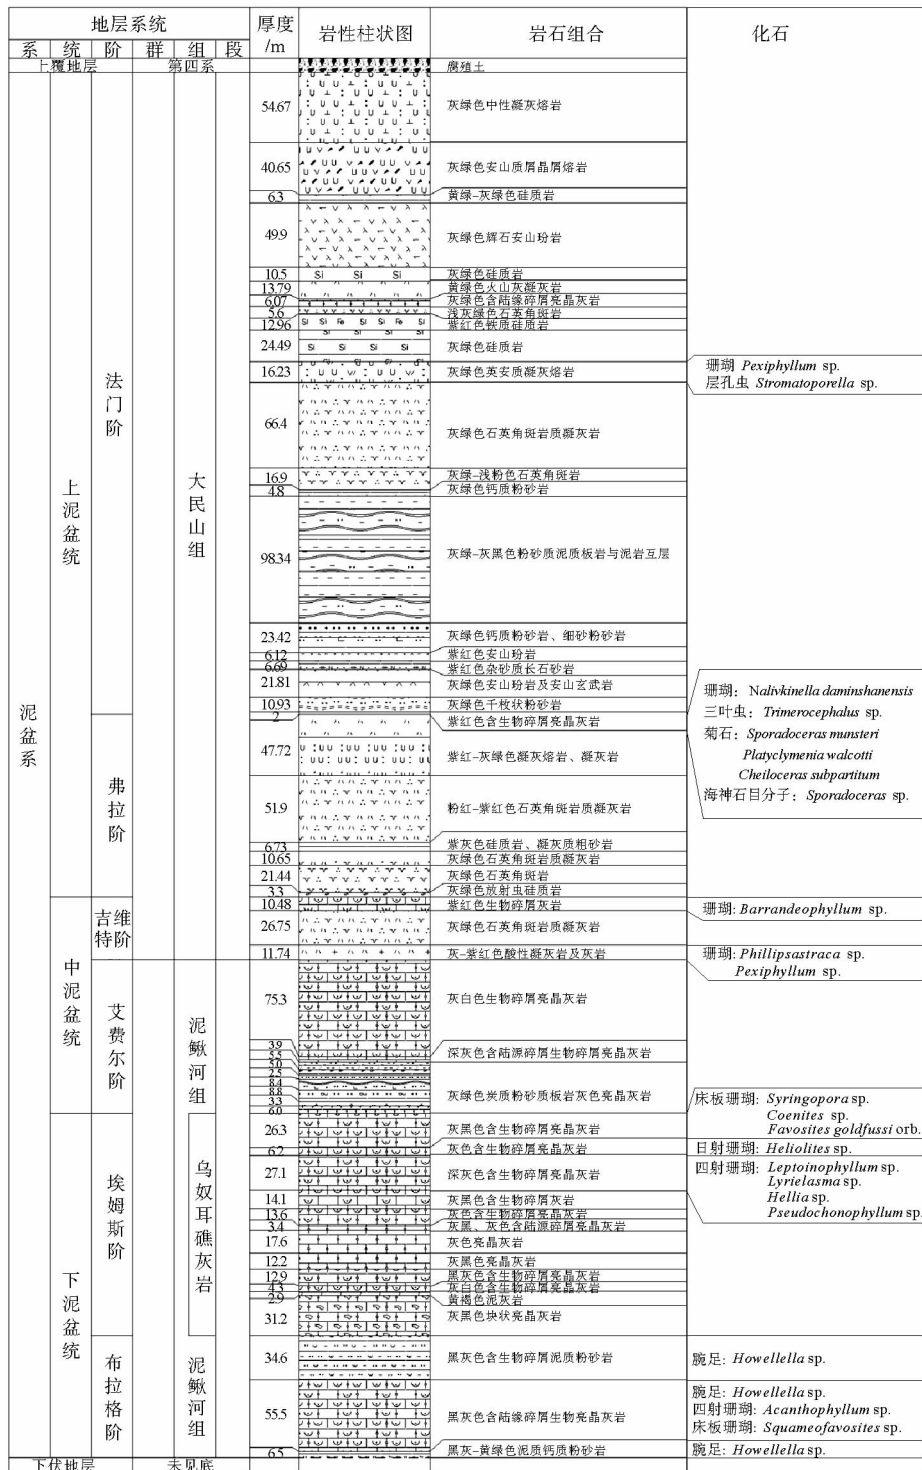 地层系统 厚度/m 岩性柱状图 岩石组合 化石
系 统 阶 群 组 段
上覆地层 第四系 腐殖土
泥盆系
上泥盆统
中泥盆统
下泥盆统
法门阶
弗拉阶
吉维特阶
艾费尔阶
埃姆斯阶
布拉格阶
大民山组
泥鳅河组
乌奴耳礁灰岩
泥鳅河组
54.67 灰绿色中性凝灰熔岩
40.65 灰绿色安山质屑晶屑熔岩
6.3 黄绿-灰绿色硅质岩
49.9 灰绿色辉石安山玢岩
10.5 Si Si Si 灰绿色硅质岩
13.79 黄绿色火山灰凝灰岩
6.07 灰绿色含陆缘碎屑亮晶灰岩
5.6 浅灰绿色石英角斑岩
12.96 紫红色铁质硅质岩
24.49 灰绿色硅质岩
16.23 灰绿色英安质凝灰熔岩
珊瑚 Pexiphyllum sp.
层孔虫 Stromatoporella sp.
66.4 灰绿色石英角斑岩质凝灰岩
16.9 灰绿-浅粉色石英角斑岩
4.8 灰绿色钙质粉砂岩
98.34 灰绿-灰黑色粉砂质泥质板岩与泥岩互层
23.42 灰绿色钙质粉砂岩、细砂粉砂岩
6.12 紫红色安山玢岩
6.69 紫红色杂砂质长石砂岩
21.81 灰绿色安山玢岩及安山玄武岩
10.93 灰绿色千枚状粉砂岩
2 紫红色含生物碎屑亮晶灰岩
珊瑚: Nalivkinella daminshanensis
三叶虫: Trimerocephalus sp.
菊石: Sporadoceras munsteri
Platyclymenia walcotti
Cheiloceras subpartitum
海神石目分子: Sporadoceras sp.
47.72 紫红-灰绿色凝灰熔岩、凝灰岩
51.9 粉红-紫红色石英角斑岩质凝灰岩
6.73 紫灰色硅质岩、凝灰质粗砂岩
10.65 灰绿色石英角斑岩质凝灰岩
21.44 灰绿色石英角斑岩
3.3 灰绿色放射虫硅质岩
10.48 紫红色生物碎屑灰岩 珊瑚: Barrandeophyllum sp.
26.75 灰绿色石英角斑岩质凝灰岩
11.74 灰-紫红色酸性凝灰岩及灰岩
珊瑚: Phillipsastraca sp.
Pexiphyllum sp.
75.3 灰白色生物碎屑亮晶灰岩
3.9 深灰色含陆源碎屑生物碎屑亮晶灰岩
5.5
3.0
2.5
8.4
8.8 灰绿色炭质粉砂质板岩灰色亮晶灰岩
3.3
6.0
床板珊瑚: Syringopora sp.
Coenites sp.
Favosites goldfussi orb.
26.3 灰黑色含生物碎屑亮晶灰岩
6.2 灰色含生物碎屑亮晶灰岩 日射珊瑚: Heliolites sp.
27.1 深灰色含生物碎屑亮晶灰岩
四射珊瑚: Leptoinophyllum sp.
Lyrielasma sp.
Hellia sp.
Pseudochonophyllum sp.
14.1 灰黑色含生物碎屑灰岩
13.6 灰色含生物碎屑亮晶灰岩
3.4 灰黑、灰色含陆源碎屑亮晶灰岩
17.6 灰色亮晶灰岩
12.2 灰黑色亮晶灰岩
12.9 黑灰色含生物碎屑亮晶灰岩
4.3 灰白色含生物碎屑亮晶灰岩
2.9 黄褐色泥灰岩
31.2 灰黑色块状亮晶灰岩
34.6 黑灰色含生物碎屑泥质粉砂岩 腕足: Howellella sp.
55.5 黑灰色含陆缘碎屑生物亮晶灰岩
腕足: Howellella sp.
四射珊瑚: Acanthophyllum sp.
床板珊瑚: Squameofavosites sp.
6.5 黑灰-黄绿色泥质钙质粉砂岩 腕足: Howellella sp.
下伏地层 未见底